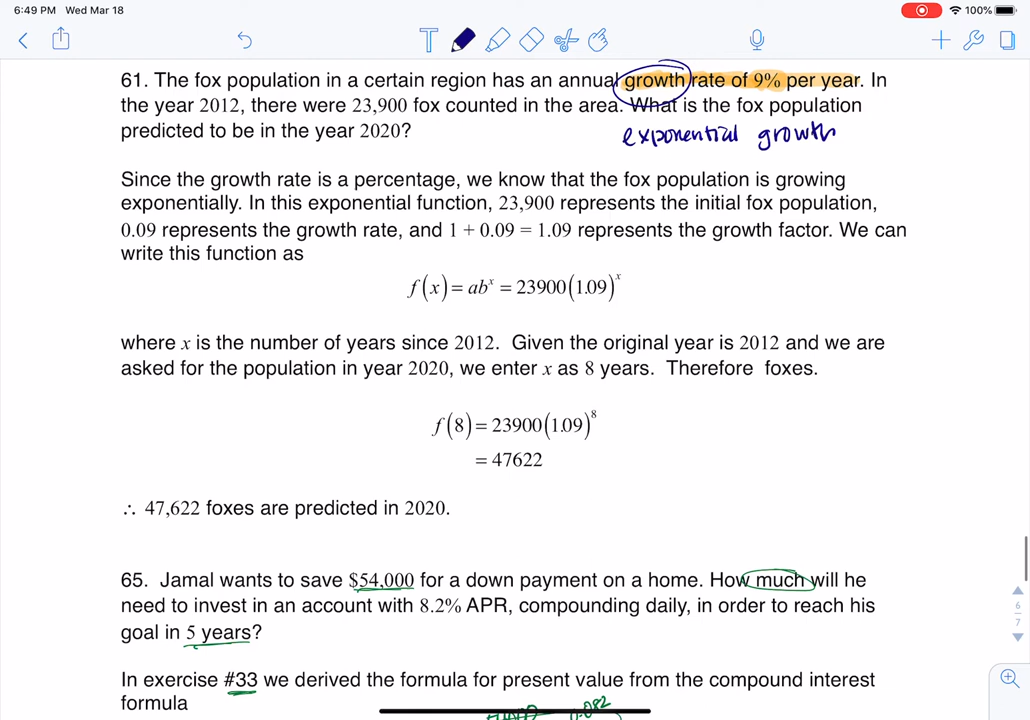 6:49 PM Wed Mar 18
100%
61. The fox population in a certain region has an annual growth rate of 9% per year. In
the year 2012, there were 23,900 fox counted in the area. What is the fox population
predicted to be in the year 2020?
exponential growth
Since the growth rate is a percentage, we know that the fox population is growing
exponentially. In this exponential function, 23,900 represents the initial fox population,
0.09 represents the growth rate, and 1 + 0.09 = 1.09 represents the growth factor. We can
write this function as
f(x) = abˣ = 23900(1.09)ˣ
where x is the number of years since 2012. Given the original year is 2012 and we are
asked for the population in year 2020, we enter x as 8 years. Therefore foxes.
f(8) = 23900(1.09)⁸
= 47622
∴ 47,622 foxes are predicted in 2020.
65. Jamal wants to save $54,000 for a down payment on a home. How much will he
need to invest in an account with 8.2% APR, compounding daily, in order to reach his
goal in 5 years?
6
7
In exercise #33 we derived the formula for present value from the compound interest
formula
0.082